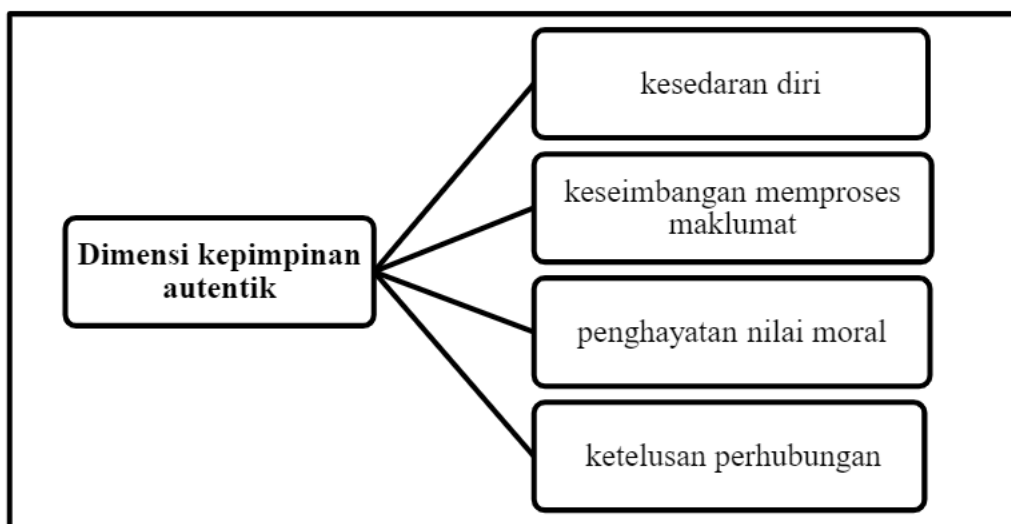 Dimensi kepimpinan
autentik
kesedaran diri
keseimbangan memproses
maklumat
penghayatan nilai moral
ketelusan perhubungan